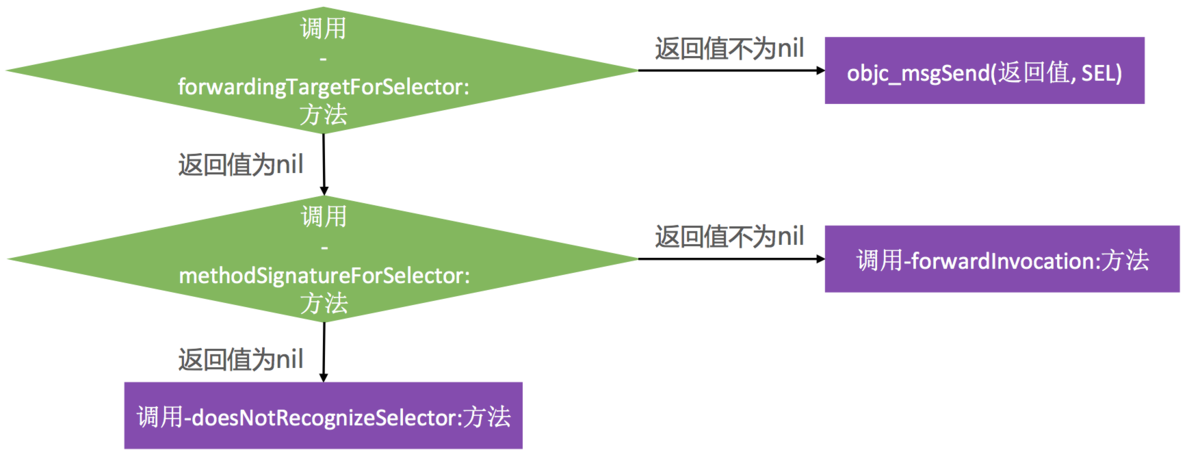 调用
-
forwardingTargetForSelector:
方法
返回值不为nil
objc_msgSend(返回值, SEL)
返回值为nil
调用
-
methodSignatureForSelector:
方法
返回值不为nil
调用-forwardInvocation:方法
返回值为nil
调用-doesNotRecognizeSelector:方法